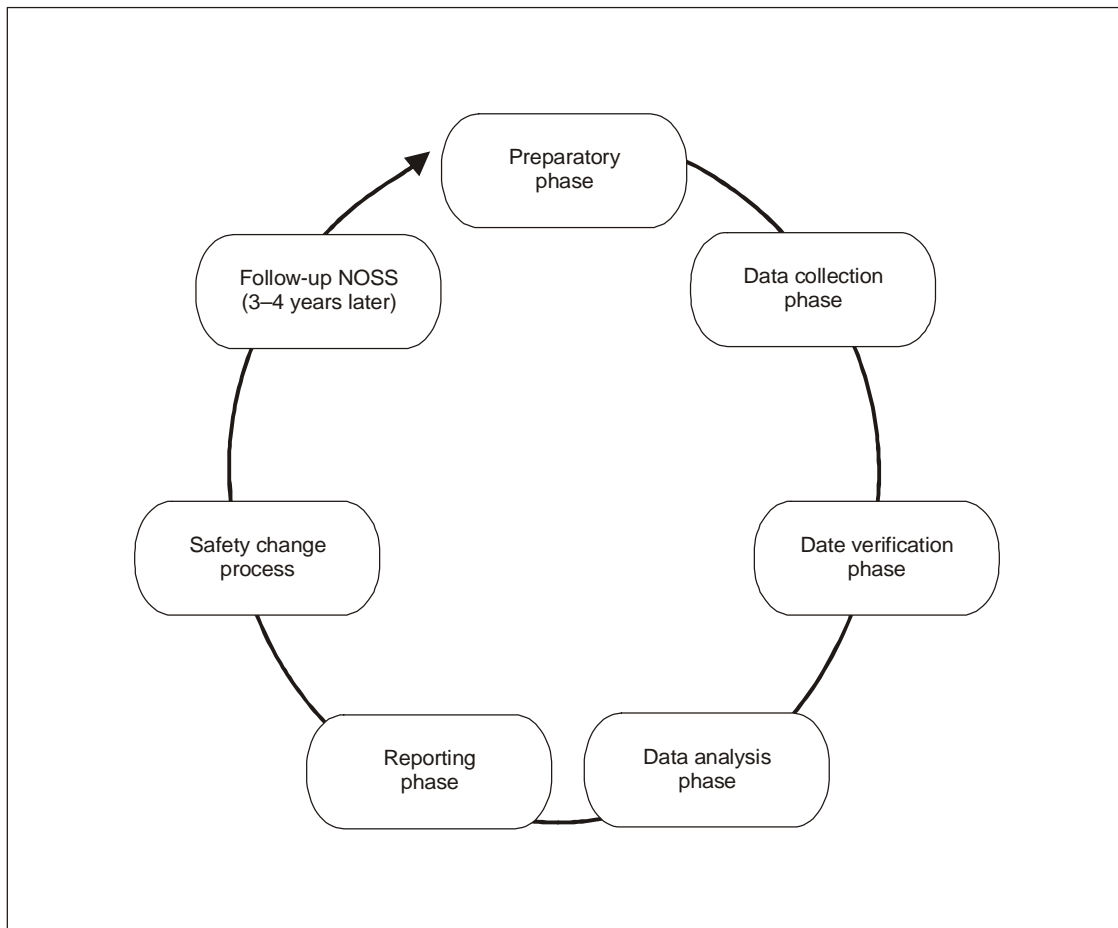 Preparatory
phase
Data collection
phase
Date verification
phase
Data analysis
phase
Reporting
phase
Safety change
process
Follow-up NOSS
(3–4 years later)